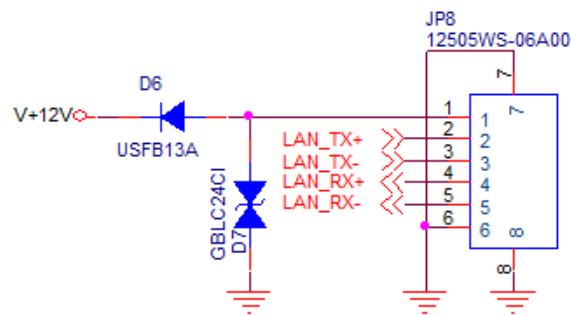 JP8
12505WS-06A00
D6
V+12V
USFB13A
7
7
1
1
LAN_TX+
2
2
LAN_TX-
3
3
LAN_RX+
4
4
LAN_RX-
5
5
6
6
GBLC24CI
D7
8
8